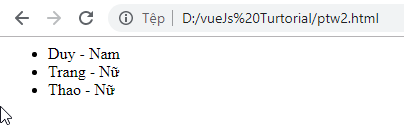 Tệp D:/vueJs%20Turtorial/ptw2.html
Duy - Nam
Trang - Nữ
Thao - Nữ